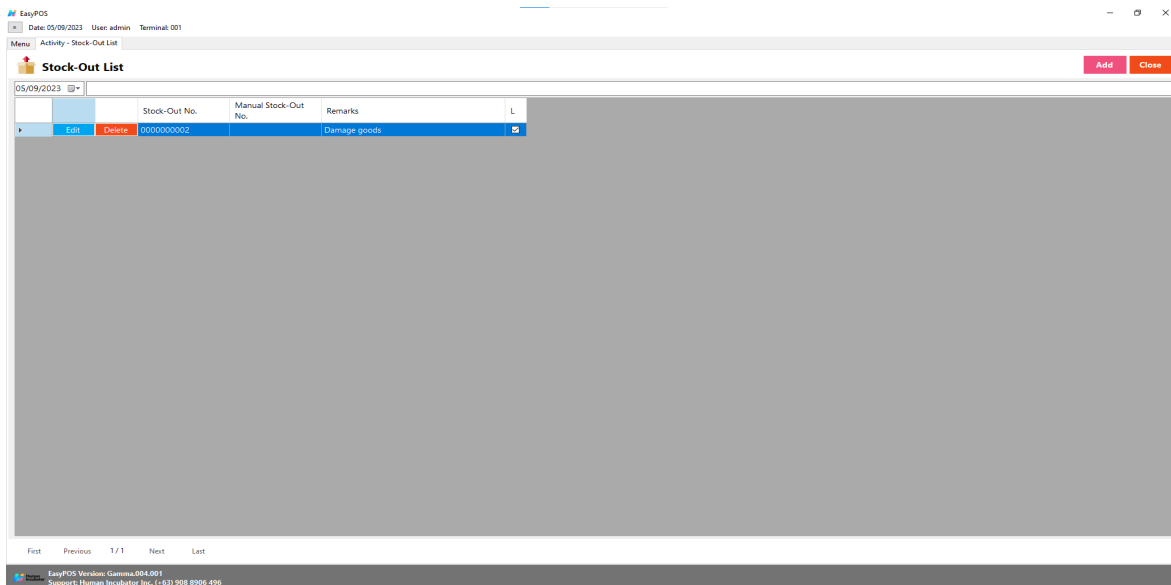 EasyPOS
Date: 05/09/2023 User: admin Terminal: 001
Menu Activity - Stock-Out List
Stock-Out List Add Close
05/09/2023
Stock-Out No. Manual Stock-Out Remarks L
No.
Edit Delete 0000000002 Damage goods
First Previous 1 / 1 Next Last
EasyPOS Version: Gamma.004.001
Support: Human Incubator Inc. (+63) 908 8906 496